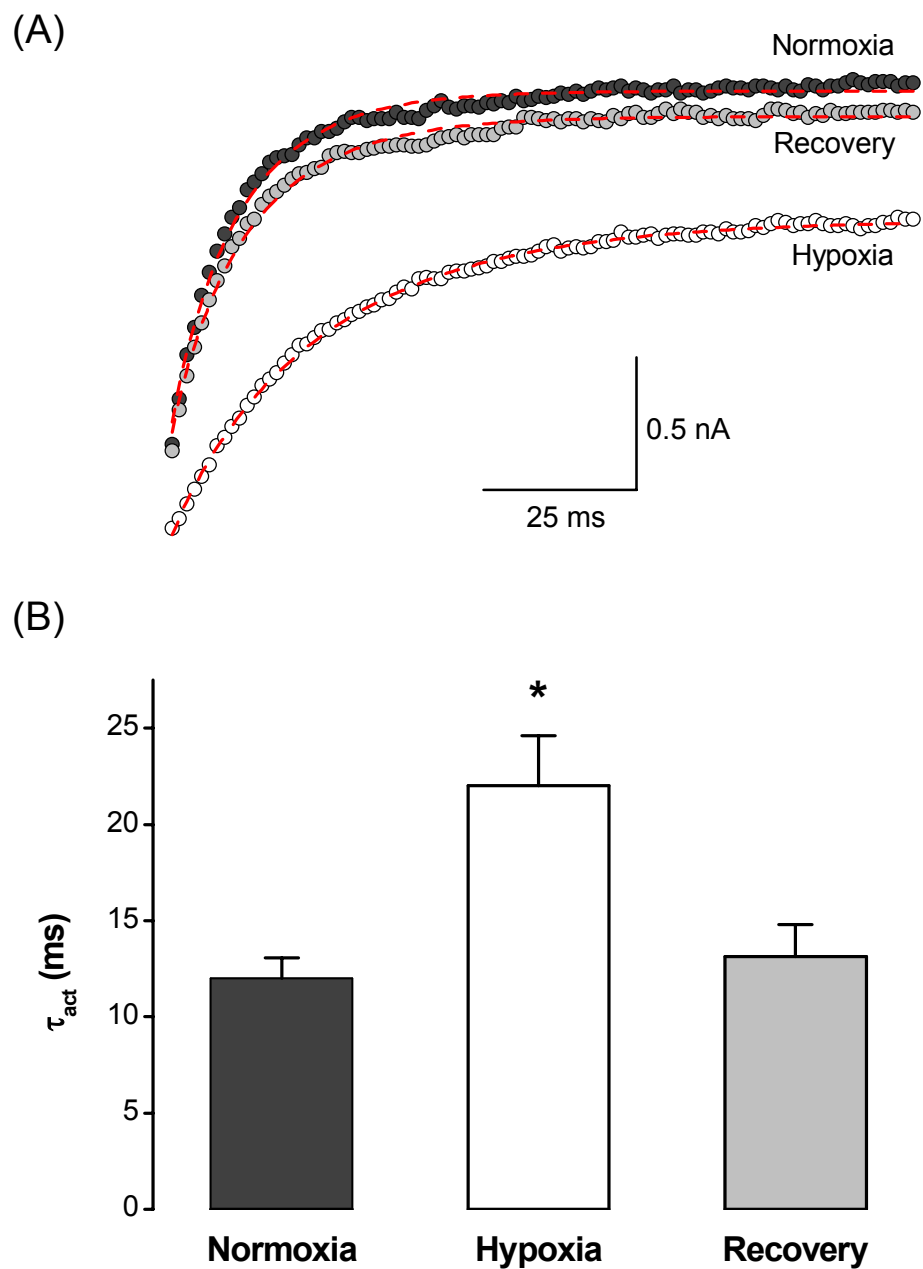 (A)
Normoxia
Recovery
Hypoxia
0.5 nA
25 ms
(B)
*
25
20
15
10
5
0
τact (ms)
Normoxia Hypoxia Recovery